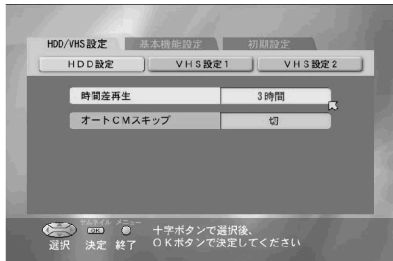 HDD/VHS設定 基本機能設定 初期設定
HDD設定 VHS設定1 VHS設定2
時間差再生 3時間
オートCMスキップ 切
サムネイル メニュー
OK
十字ボタンで選択後、
選択 決定 終了 OKボタンで決定してください